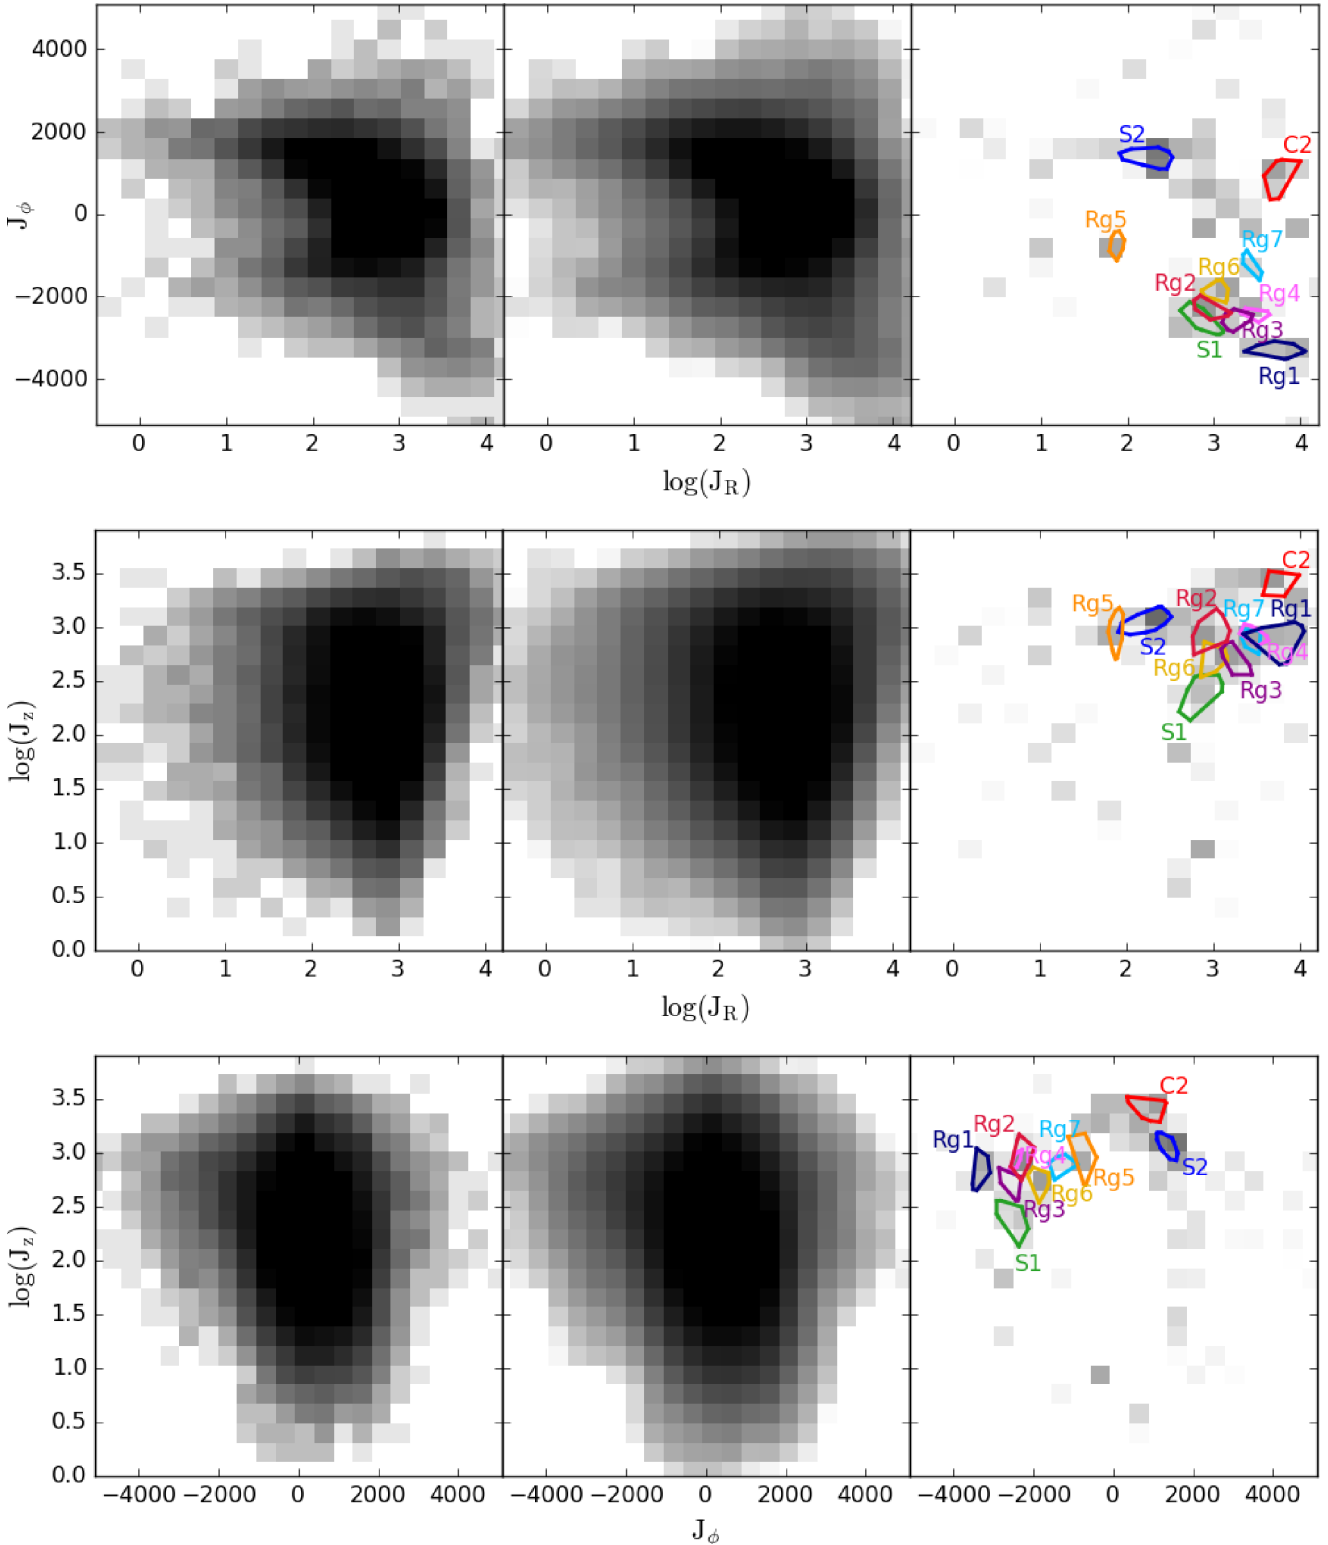 4000
2000
0
−2000
−4000
J_ϕ
S2
C2
Rg5
Rg7
Rg6
Rg2
Rg4
Rg3
S1
Rg1
0 1 2 3 4 0 1 2 3 4 0 1 2 3 4
log(J_R)
3.5
3.0
2.5
2.0
1.5
1.0
0.5
0.0
log(J_z)
C2
Rg5
Rg2
Rg7
Rg1
S2
Rg4
Rg6
Rg3
S1
0 1 2 3 4 0 1 2 3 4 0 1 2 3 4
log(J_R)
3.5
3.0
2.5
2.0
1.5
1.0
0.5
0.0
log(J_z)
C2
Rg2
Rg7
Rg1
Rg4
S2
Rg5
Rg6
Rg3
S1
−4000 −2000 0 2000 4000 −4000 −2000 0 2000 4000 −4000 −2000 0 2000 4000
J_ϕ